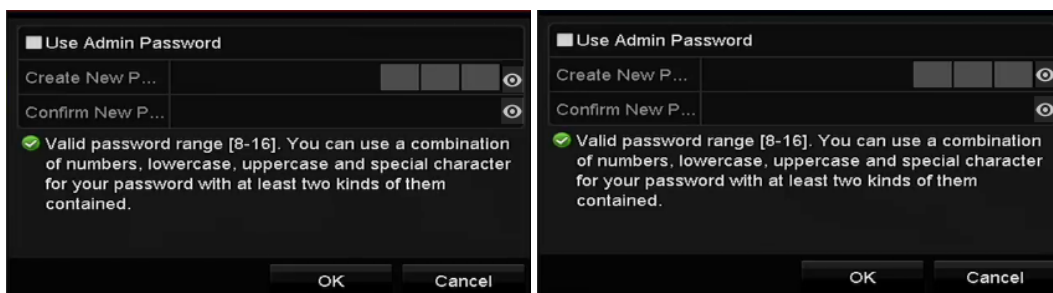 Use Admin Password
Create New P...
Confirm New P...
Valid password range [8-16]. You can use a combination
of numbers, lowercase, uppercase and special character
for your password with at least two kinds of them
contained.
OK Cancel
Use Admin Password
Create New P...
Confirm New P...
Valid password range [8-16]. You can use a combination
of numbers, lowercase, uppercase and special character
for your password with at least two kinds of them
contained.
OK Cancel